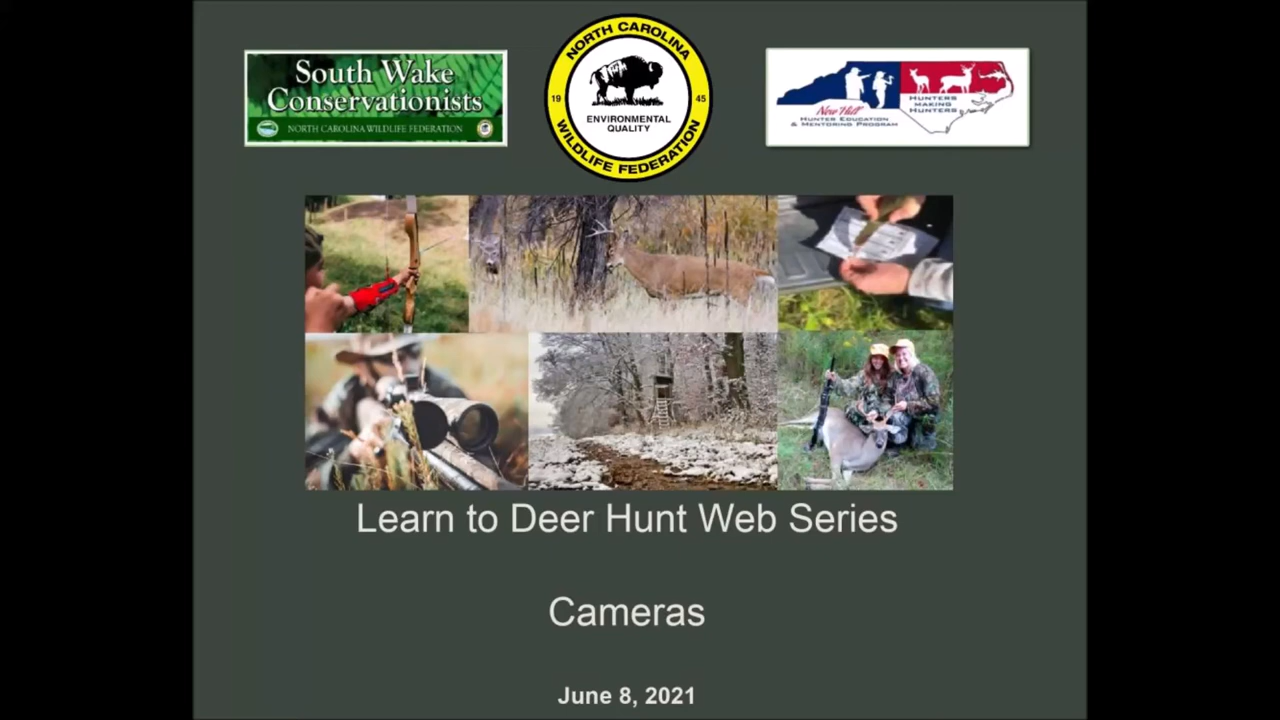 South Wake
Conservationists
NORTH CAROLINA WILDLIFE FEDERATION
NORTH CAROLINA
19
45
ENVIRONMENTAL
QUALITY
WILDLIFE FEDERATION
HUNTERS
MAKING
HUNTERS
New Hill
HUNTER EDUCATION
& MENTORING PROGRAM
Learn to Deer Hunt Web Series
Cameras
June 8, 2021